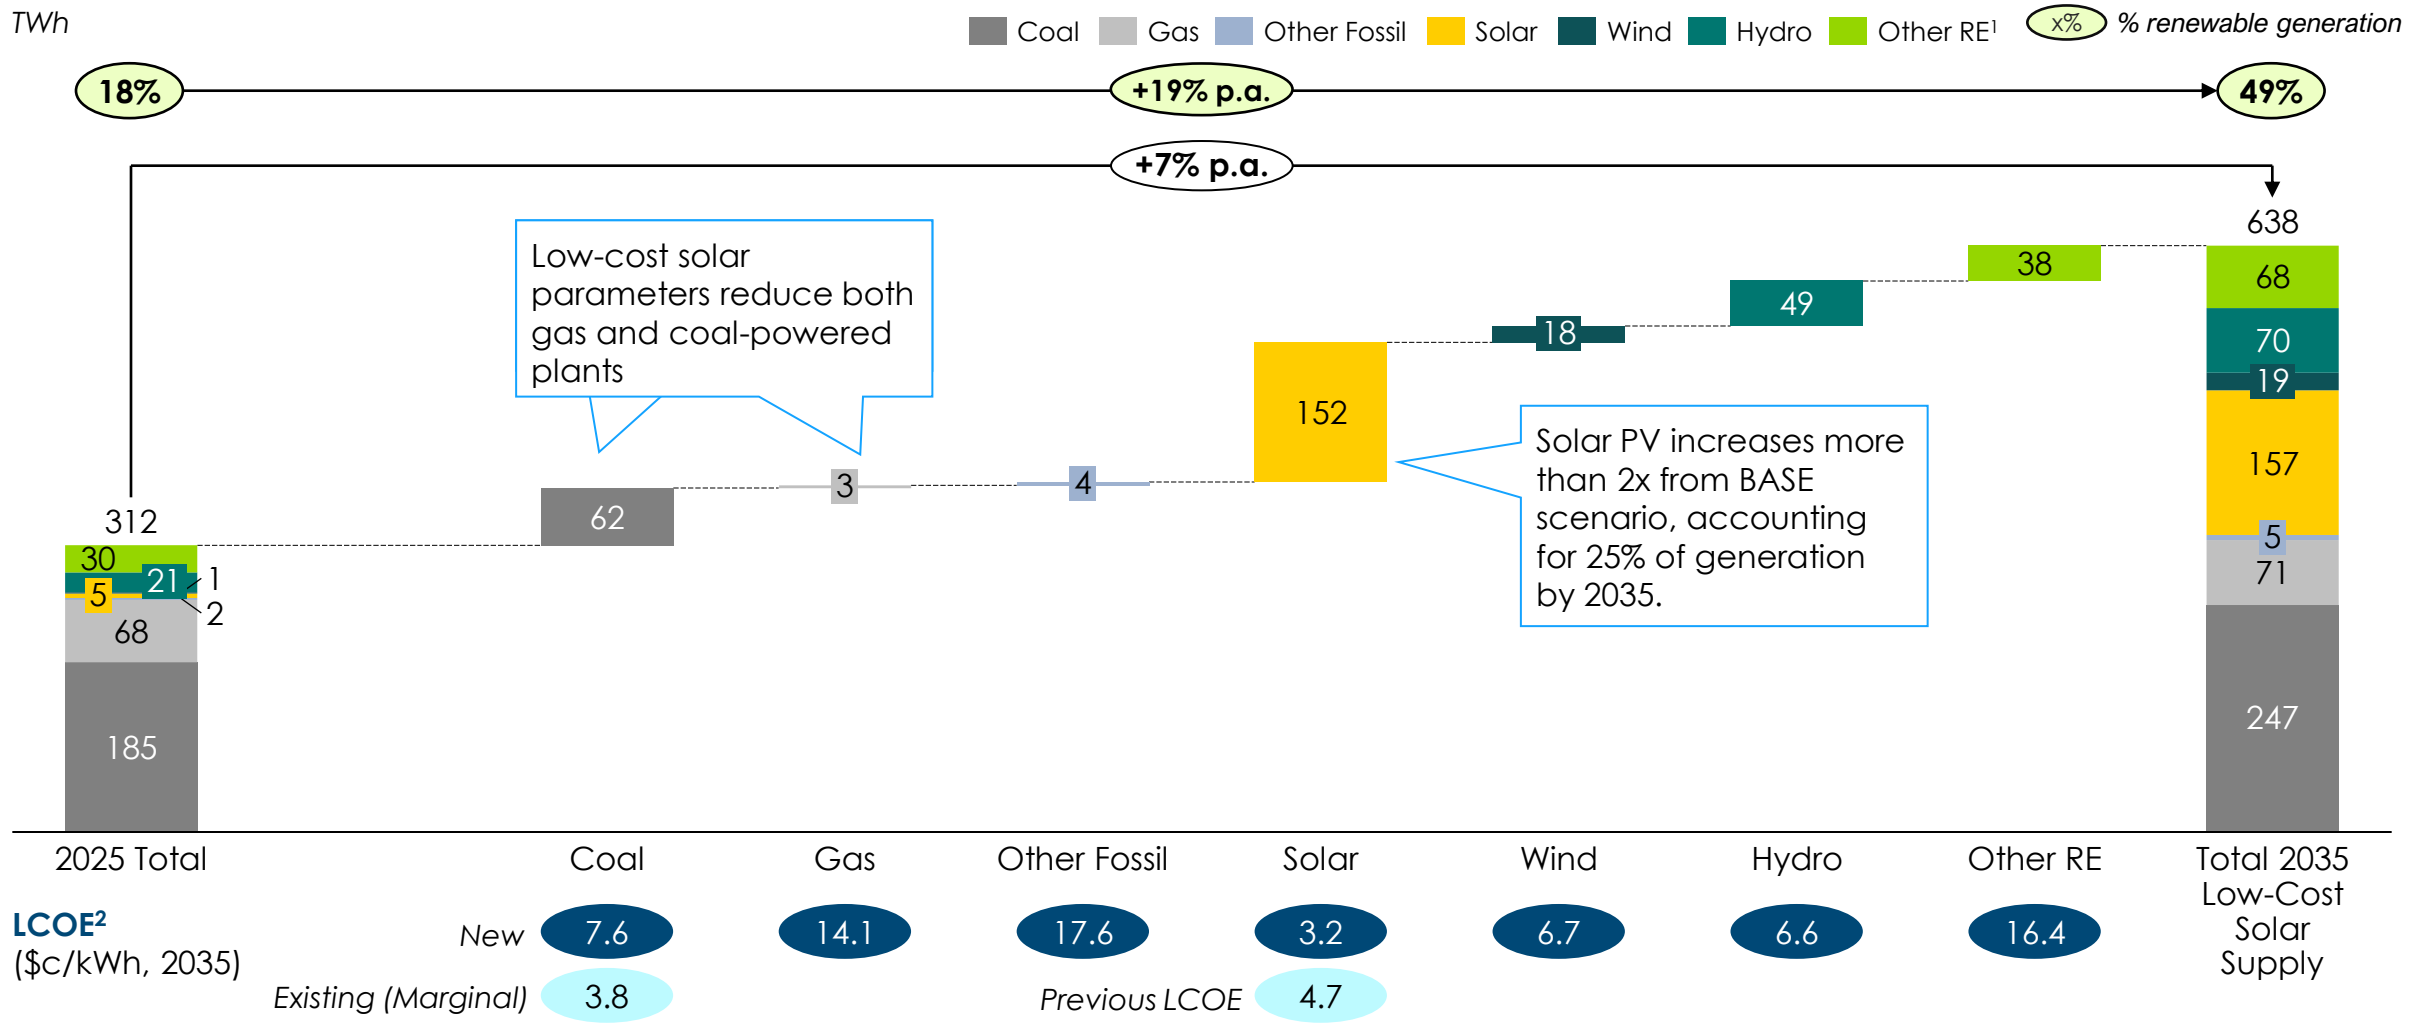 TWh
Coal
Gas
Other Fossil
Solar
Wind
Hydro
Other RE¹
x%
% renewable generation
18%
+19% p.a.
49%
+7% p.a.
638
Low-cost solar
parameters reduce both
gas and coal-powered
plants
38
68
49
70
18
19
152
Solar PV increases more
than 2x from BASE
scenario, accounting
for 25% of generation
by 2035.
157
3
4
62
312
5
30
21
1
5
2
71
68
247
185
2025 Total
Coal
Gas
Other Fossil
Solar
Wind
Hydro
Other RE
Total 2035
Low-Cost
Solar
Supply
LCOE²
($c/kWh, 2035)
New
7.6
14.1
17.6
3.2
6.7
6.6
16.4
Existing (Marginal)
3.8
Previous LCOE
4.7